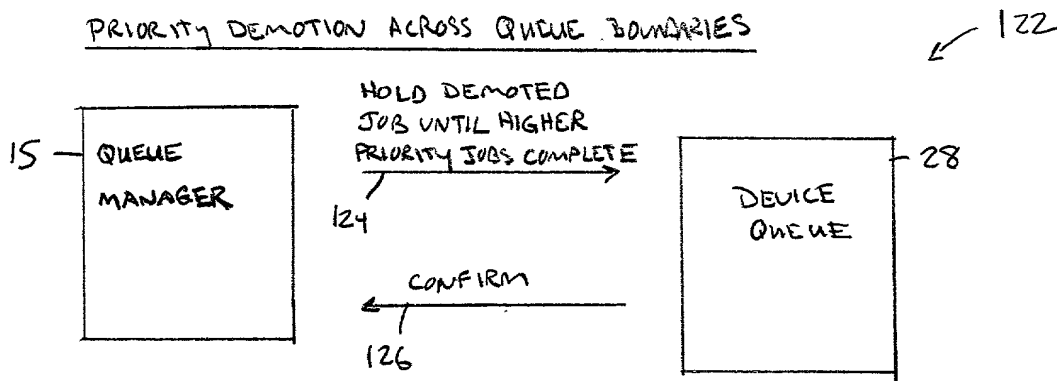 PRIORITY DEMOTION ACROSS QUEUE BOUNDARIES
122
HOLD DEMOTED
JOB UNTIL HIGHER
PRIORITY JOBS COMPLETE
15
QUEUE
MANAGER
124
28
DEVICE
QUEUE
CONFIRM
126